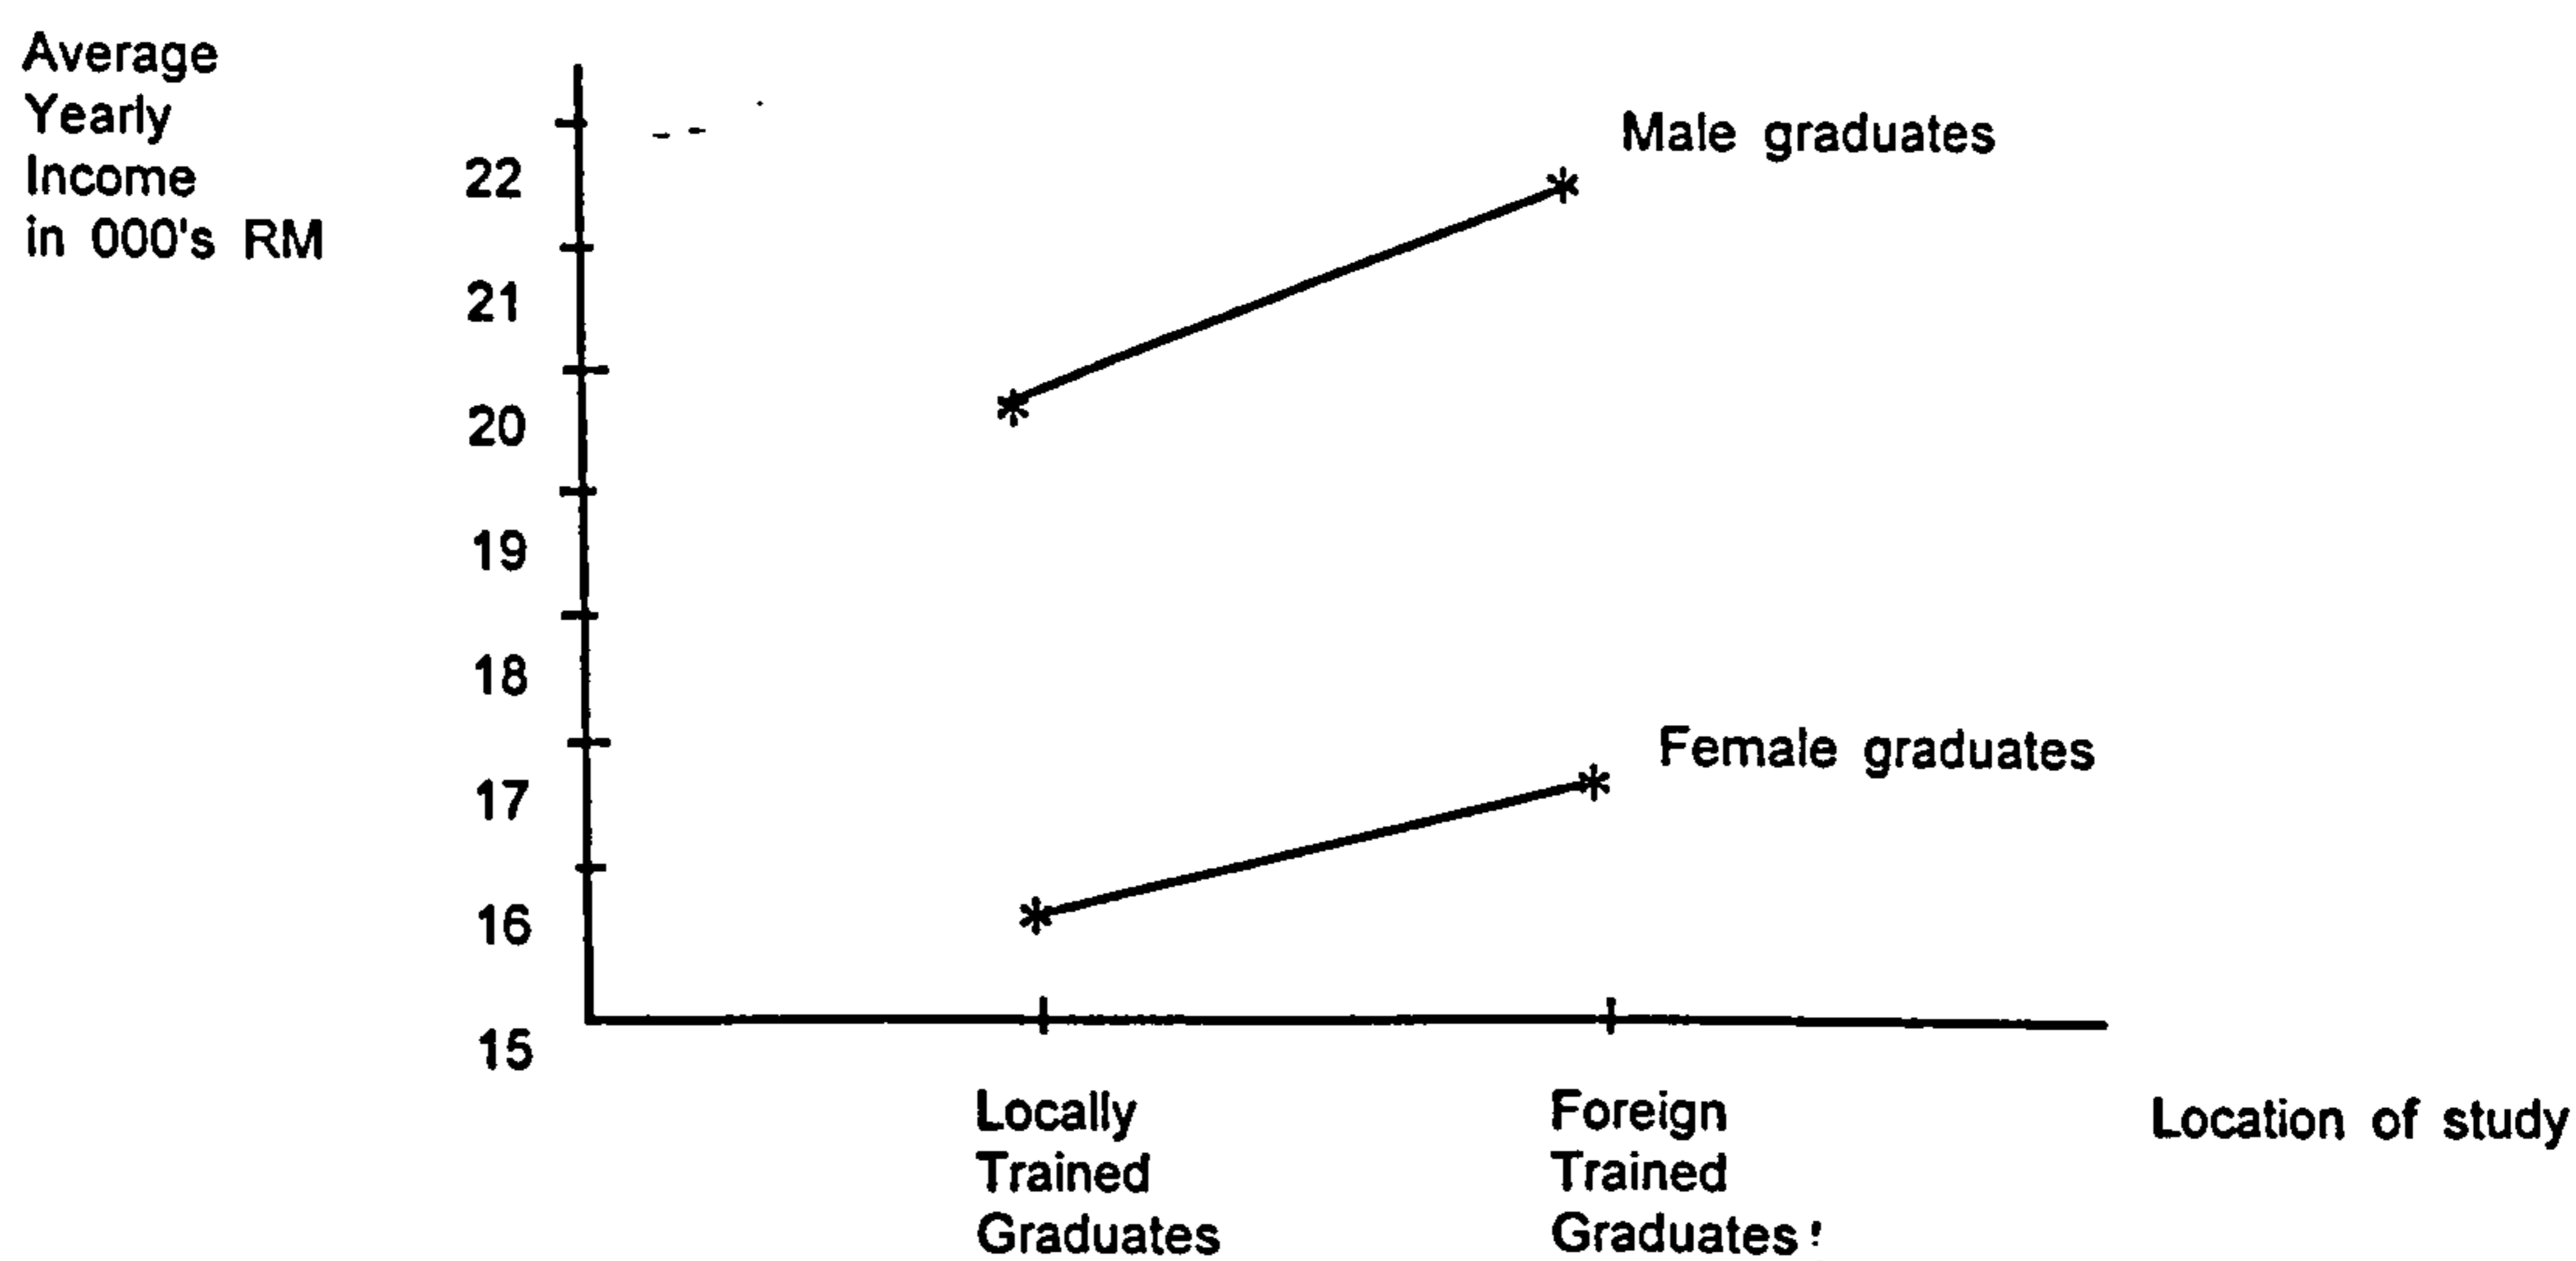 Average
Yearly
Income
in 000's RM
22
21
20
19
18
17
16
15
Male graduates
Female graduates
Locally
Trained
Graduates
Foreign
Trained
Graduates
Location of study